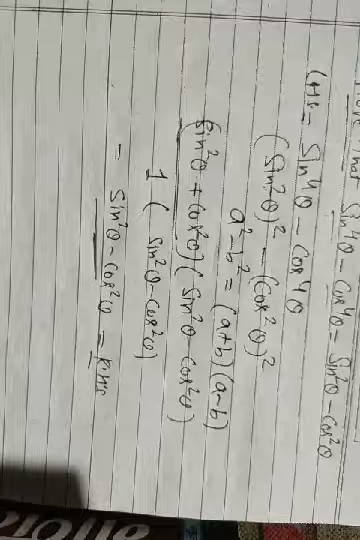 Prove that Sin⁴θ - Cos⁴θ = Sin²θ - Cos²θ
LHS = Sin⁴θ - Cos⁴θ
(Sin²θ)² - (Cos²θ)²
a²-b² = (a+b)(a-b)
(Sin²θ + Cos²θ)(Sin²θ - Cos²θ)
1 (Sin²θ - Cos²θ)
- Sin²θ - Cos²θ = RHS